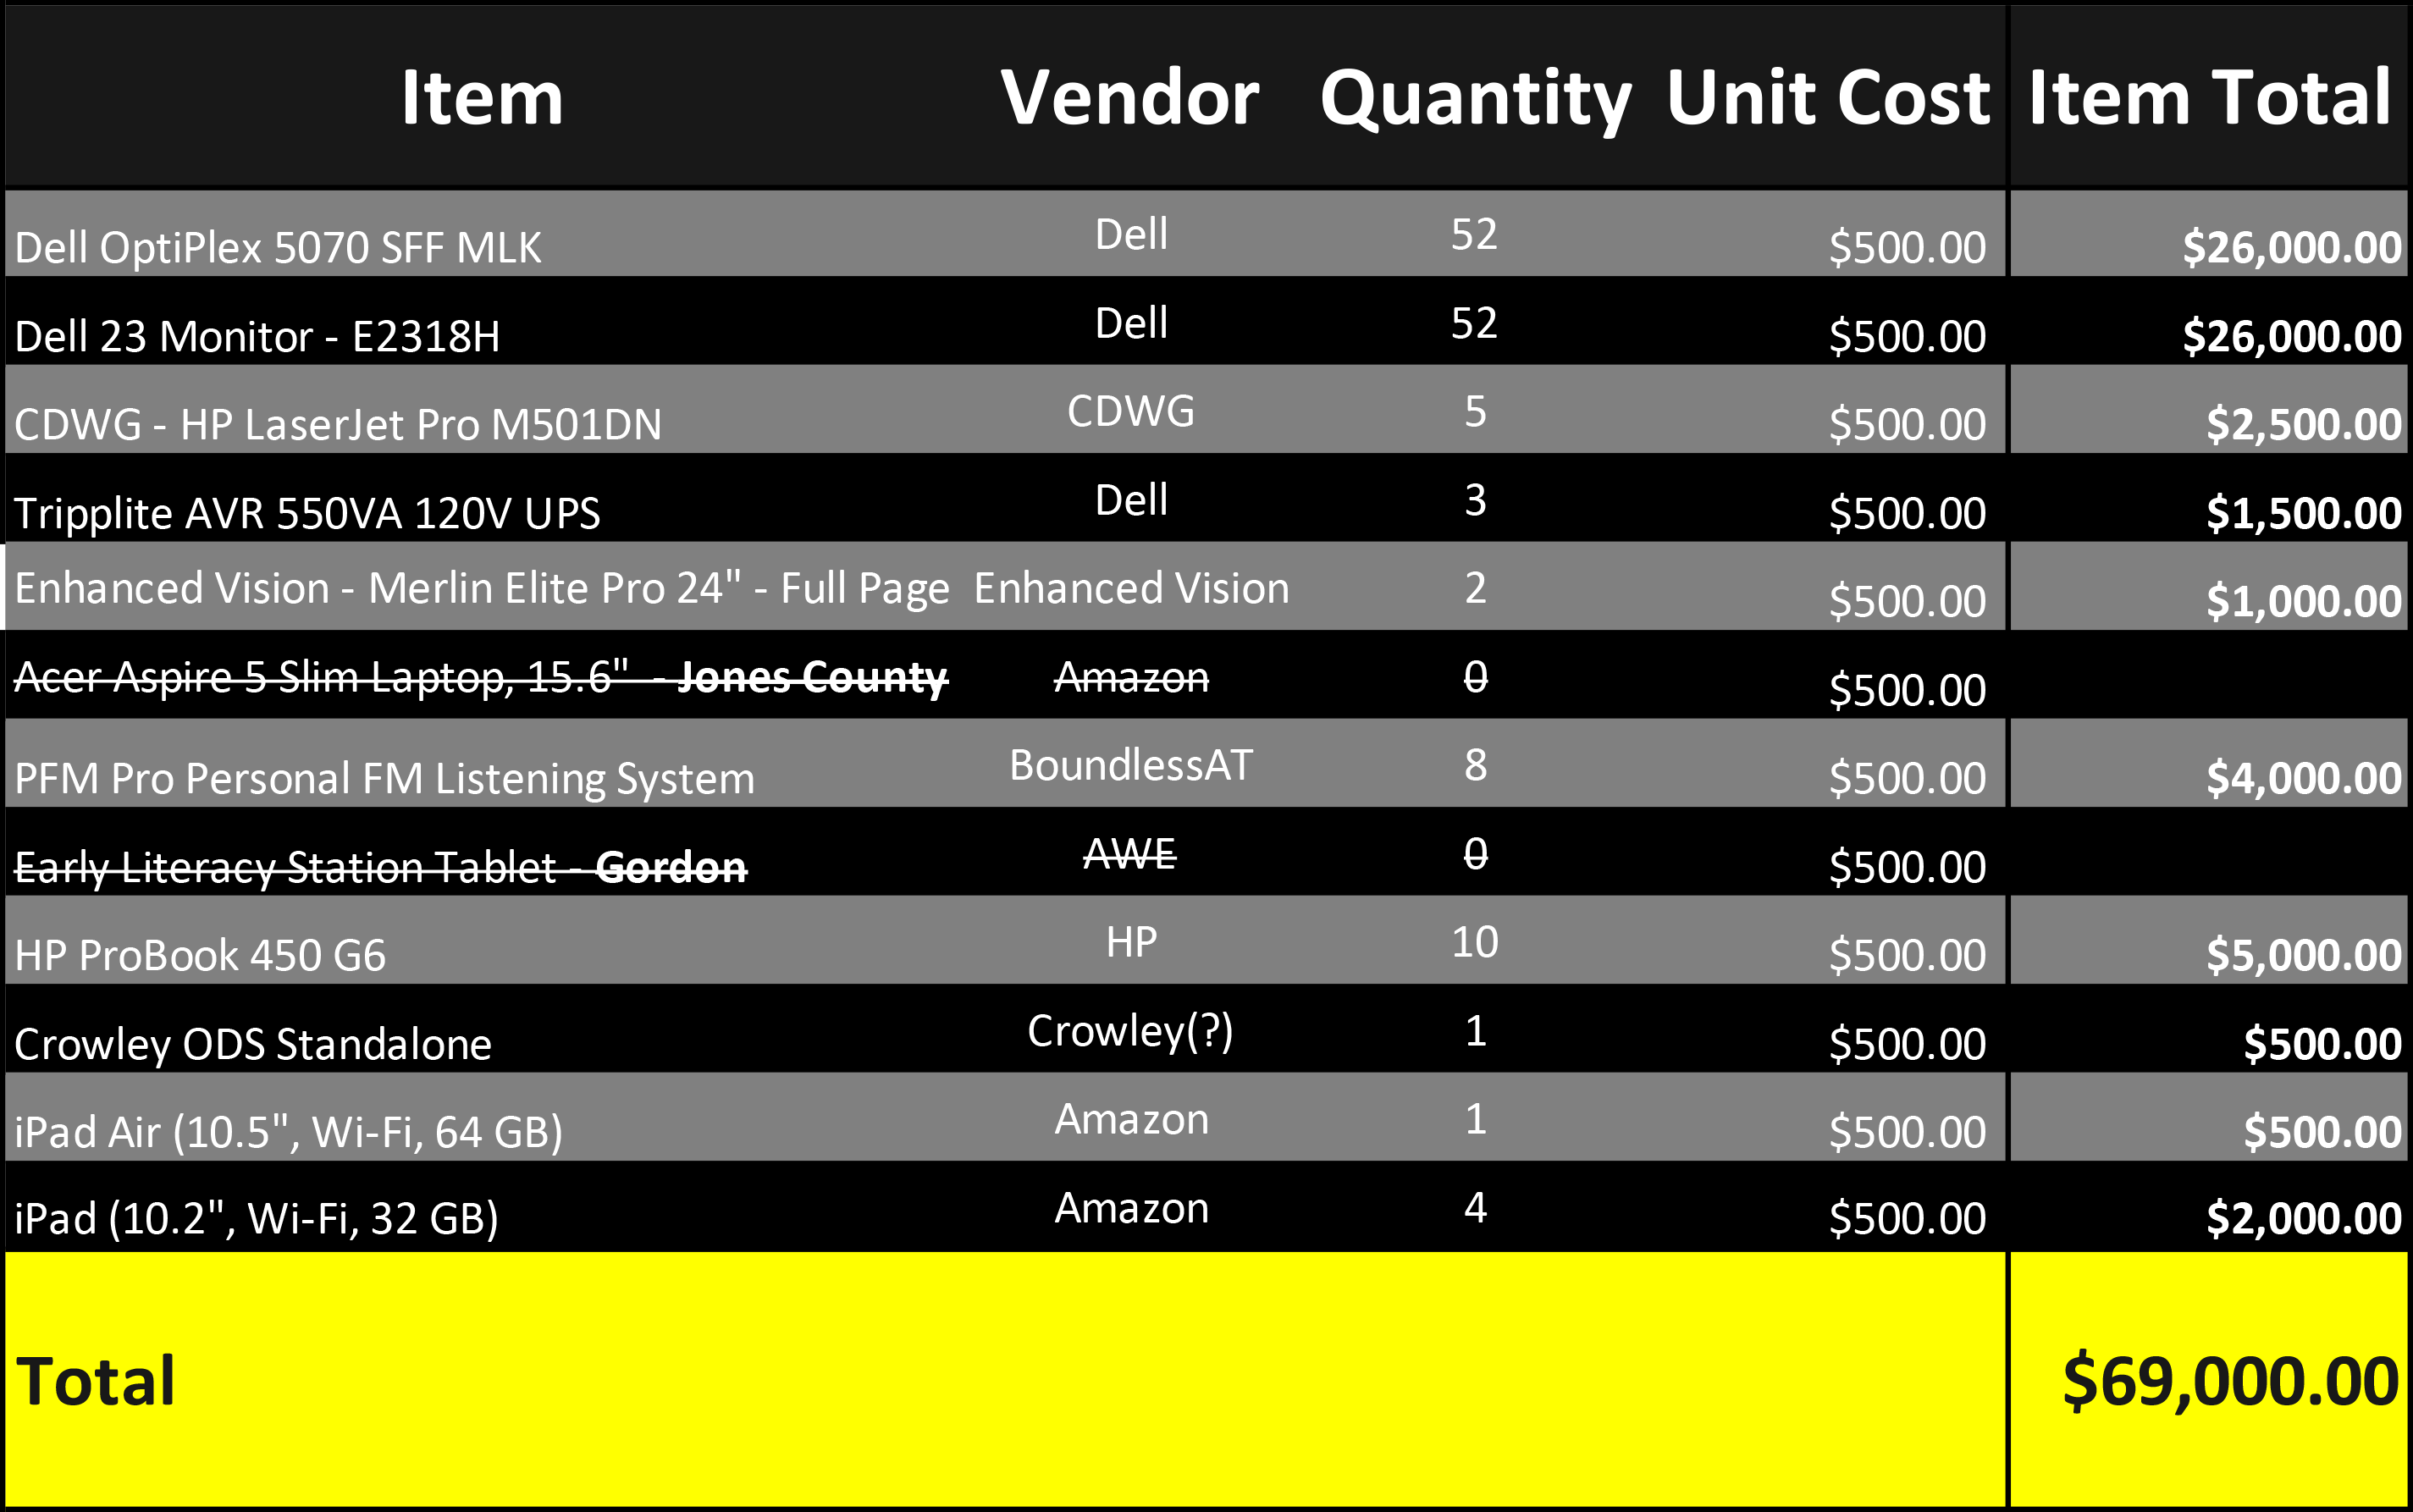 Item Vendor Quantity Unit Cost Item Total
Dell OptiPlex 5070 SFF MLK Dell 52 $500.00 $26,000.00
Dell 23 Monitor - E2318H Dell 52 $500.00 $26,000.00
CDWG - HP LaserJet Pro M501DN CDWG 5 $500.00 $2,500.00
Tripplite AVR 550VA 120V UPS Dell 3 $500.00 $1,500.00
Enhanced Vision - Merlin Elite Pro 24" - Full Page Enhanced Vision 2 $500.00 $1,000.00
Acer Aspire 5 Slim Laptop, 15.6" - Jones County Amazon 0 $500.00
PFM Pro Personal FM Listening System BoundlessAT 8 $500.00 $4,000.00
Early Literacy Station Tablet - Gordon AWE 0 $500.00
HP ProBook 450 G6 HP 10 $500.00 $5,000.00
Crowley ODS Standalone Crowley(?) 1 $500.00 $500.00
iPad Air (10.5", Wi-Fi, 64 GB) Amazon 1 $500.00 $500.00
iPad (10.2", Wi-Fi, 32 GB) Amazon 4 $500.00 $2,000.00
Total $69,000.00